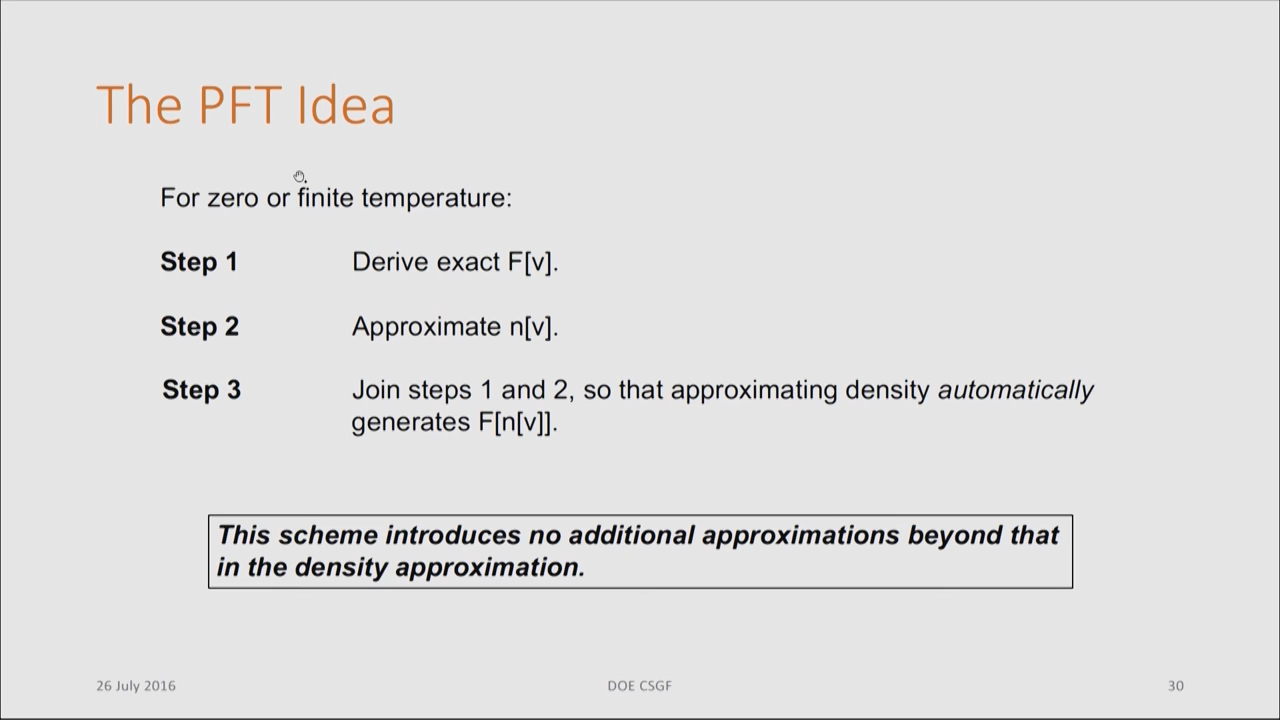 The PFT Idea
For zero or finite temperature:
Step 1 Derive exact F[v].
Step 2 Approximate n[v].
Step 3 Join steps 1 and 2, so that approximating density automatically
generates F[n[v]].
This scheme introduces no additional approximations beyond that
in the density approximation.
26 July 2016 DOE CSGF 30